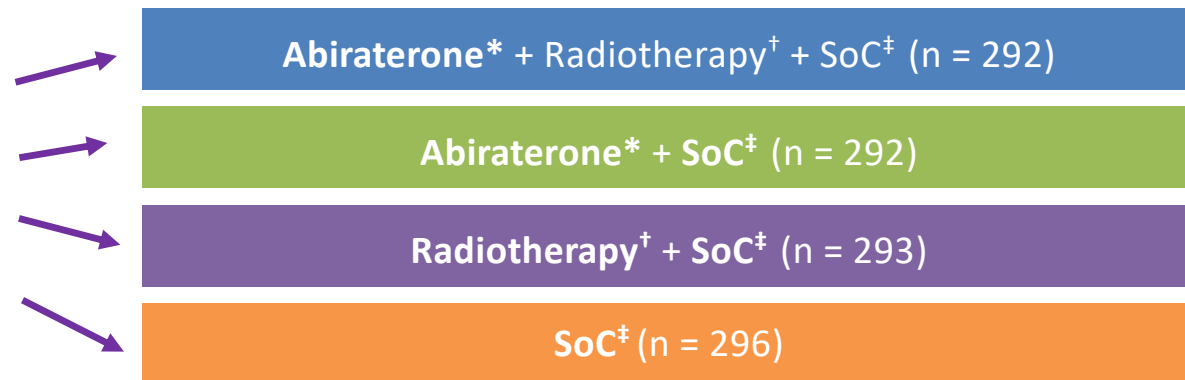 Abiraterone* + Radiotherapy† + SoC‡ (n = 292)
Abiraterone* + SoC‡ (n = 292)
Radiotherapy† + SoC‡ (n = 293)
SoC‡ (n = 296)